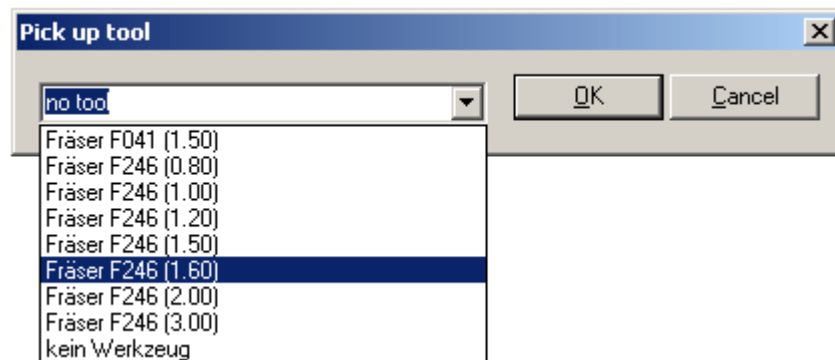 Pick up tool
no tool
OK
Cancel
Fräser F041 (1.50)
Fräser F246 (0.80)
Fräser F246 (1.00)
Fräser F246 (1.20)
Fräser F246 (1.50)
Fräser F246 (1.60)
Fräser F246 (2.00)
Fräser F246 (3.00)
kein Werkzeug